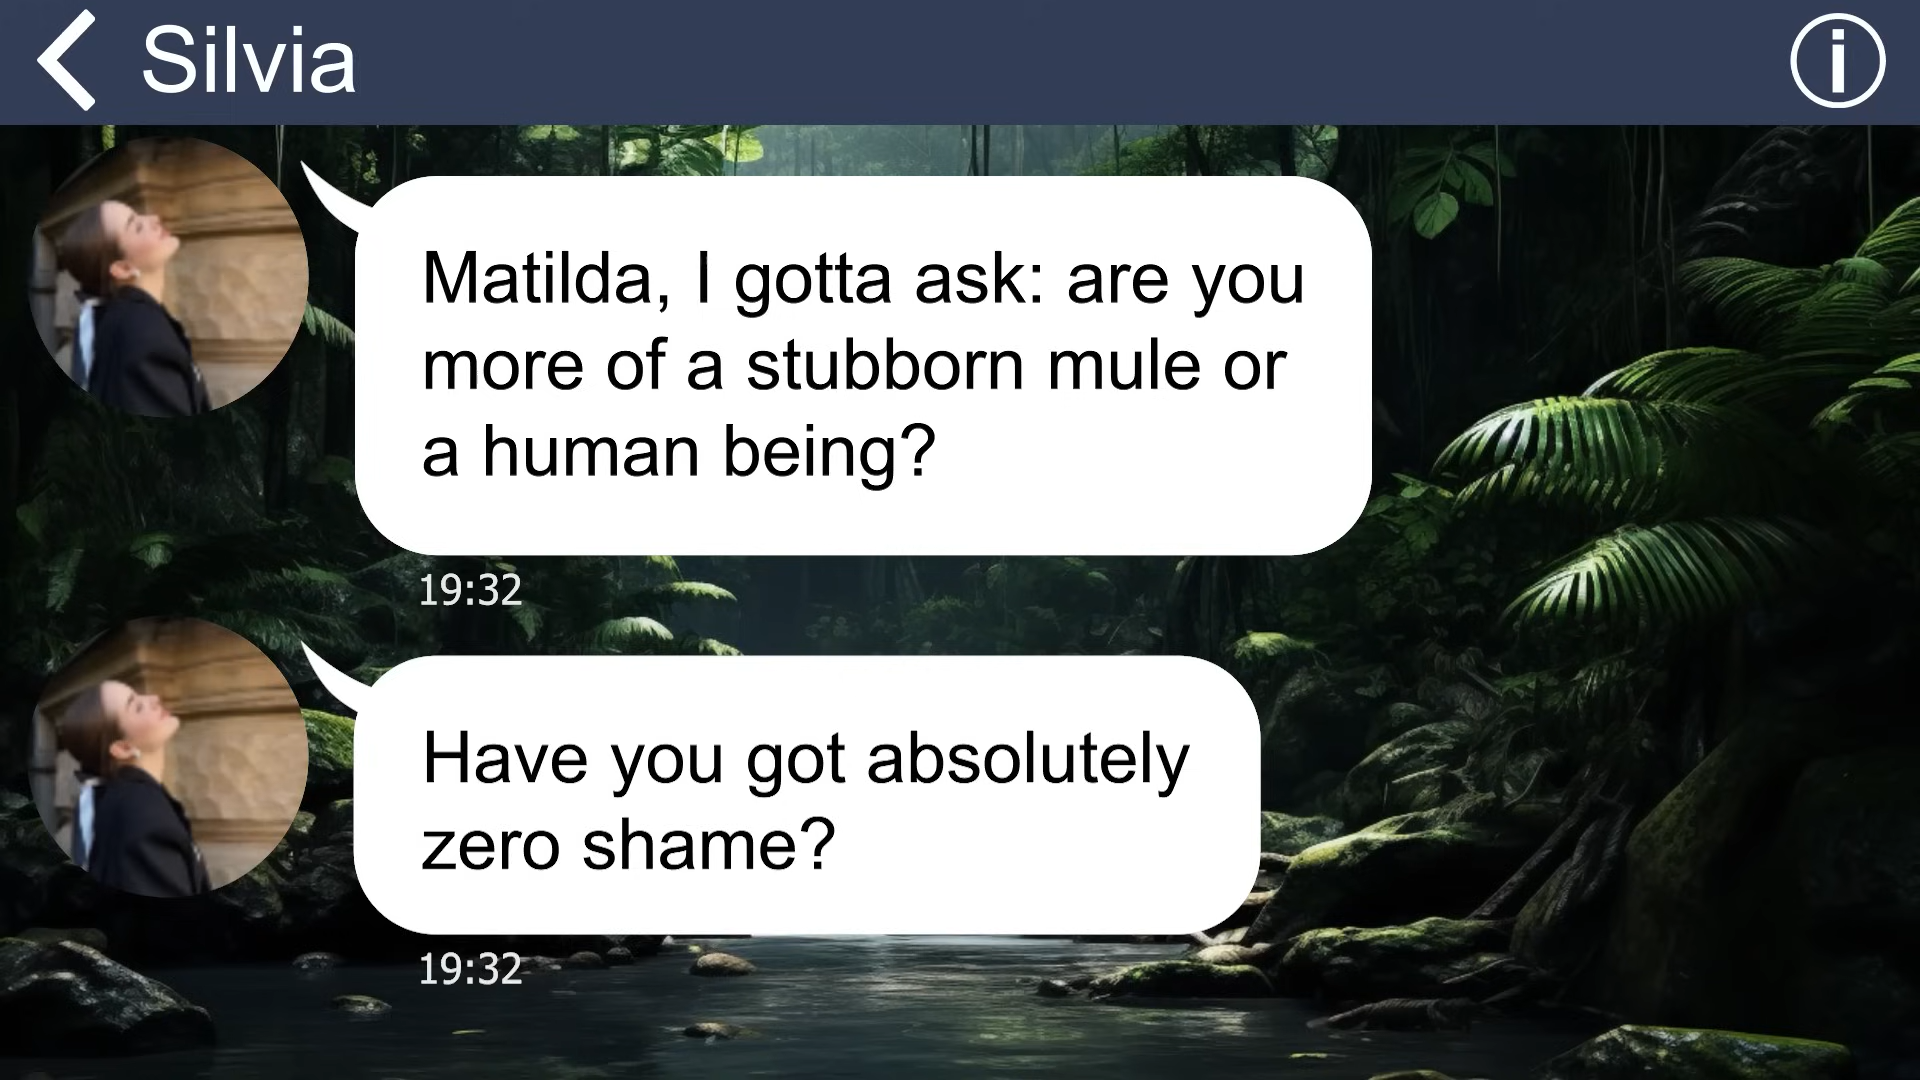 Silvia
Matilda, I gotta ask: are you
more of a stubborn mule or
a human being?
19:32
Have you got absolutely
zero shame?
19:32